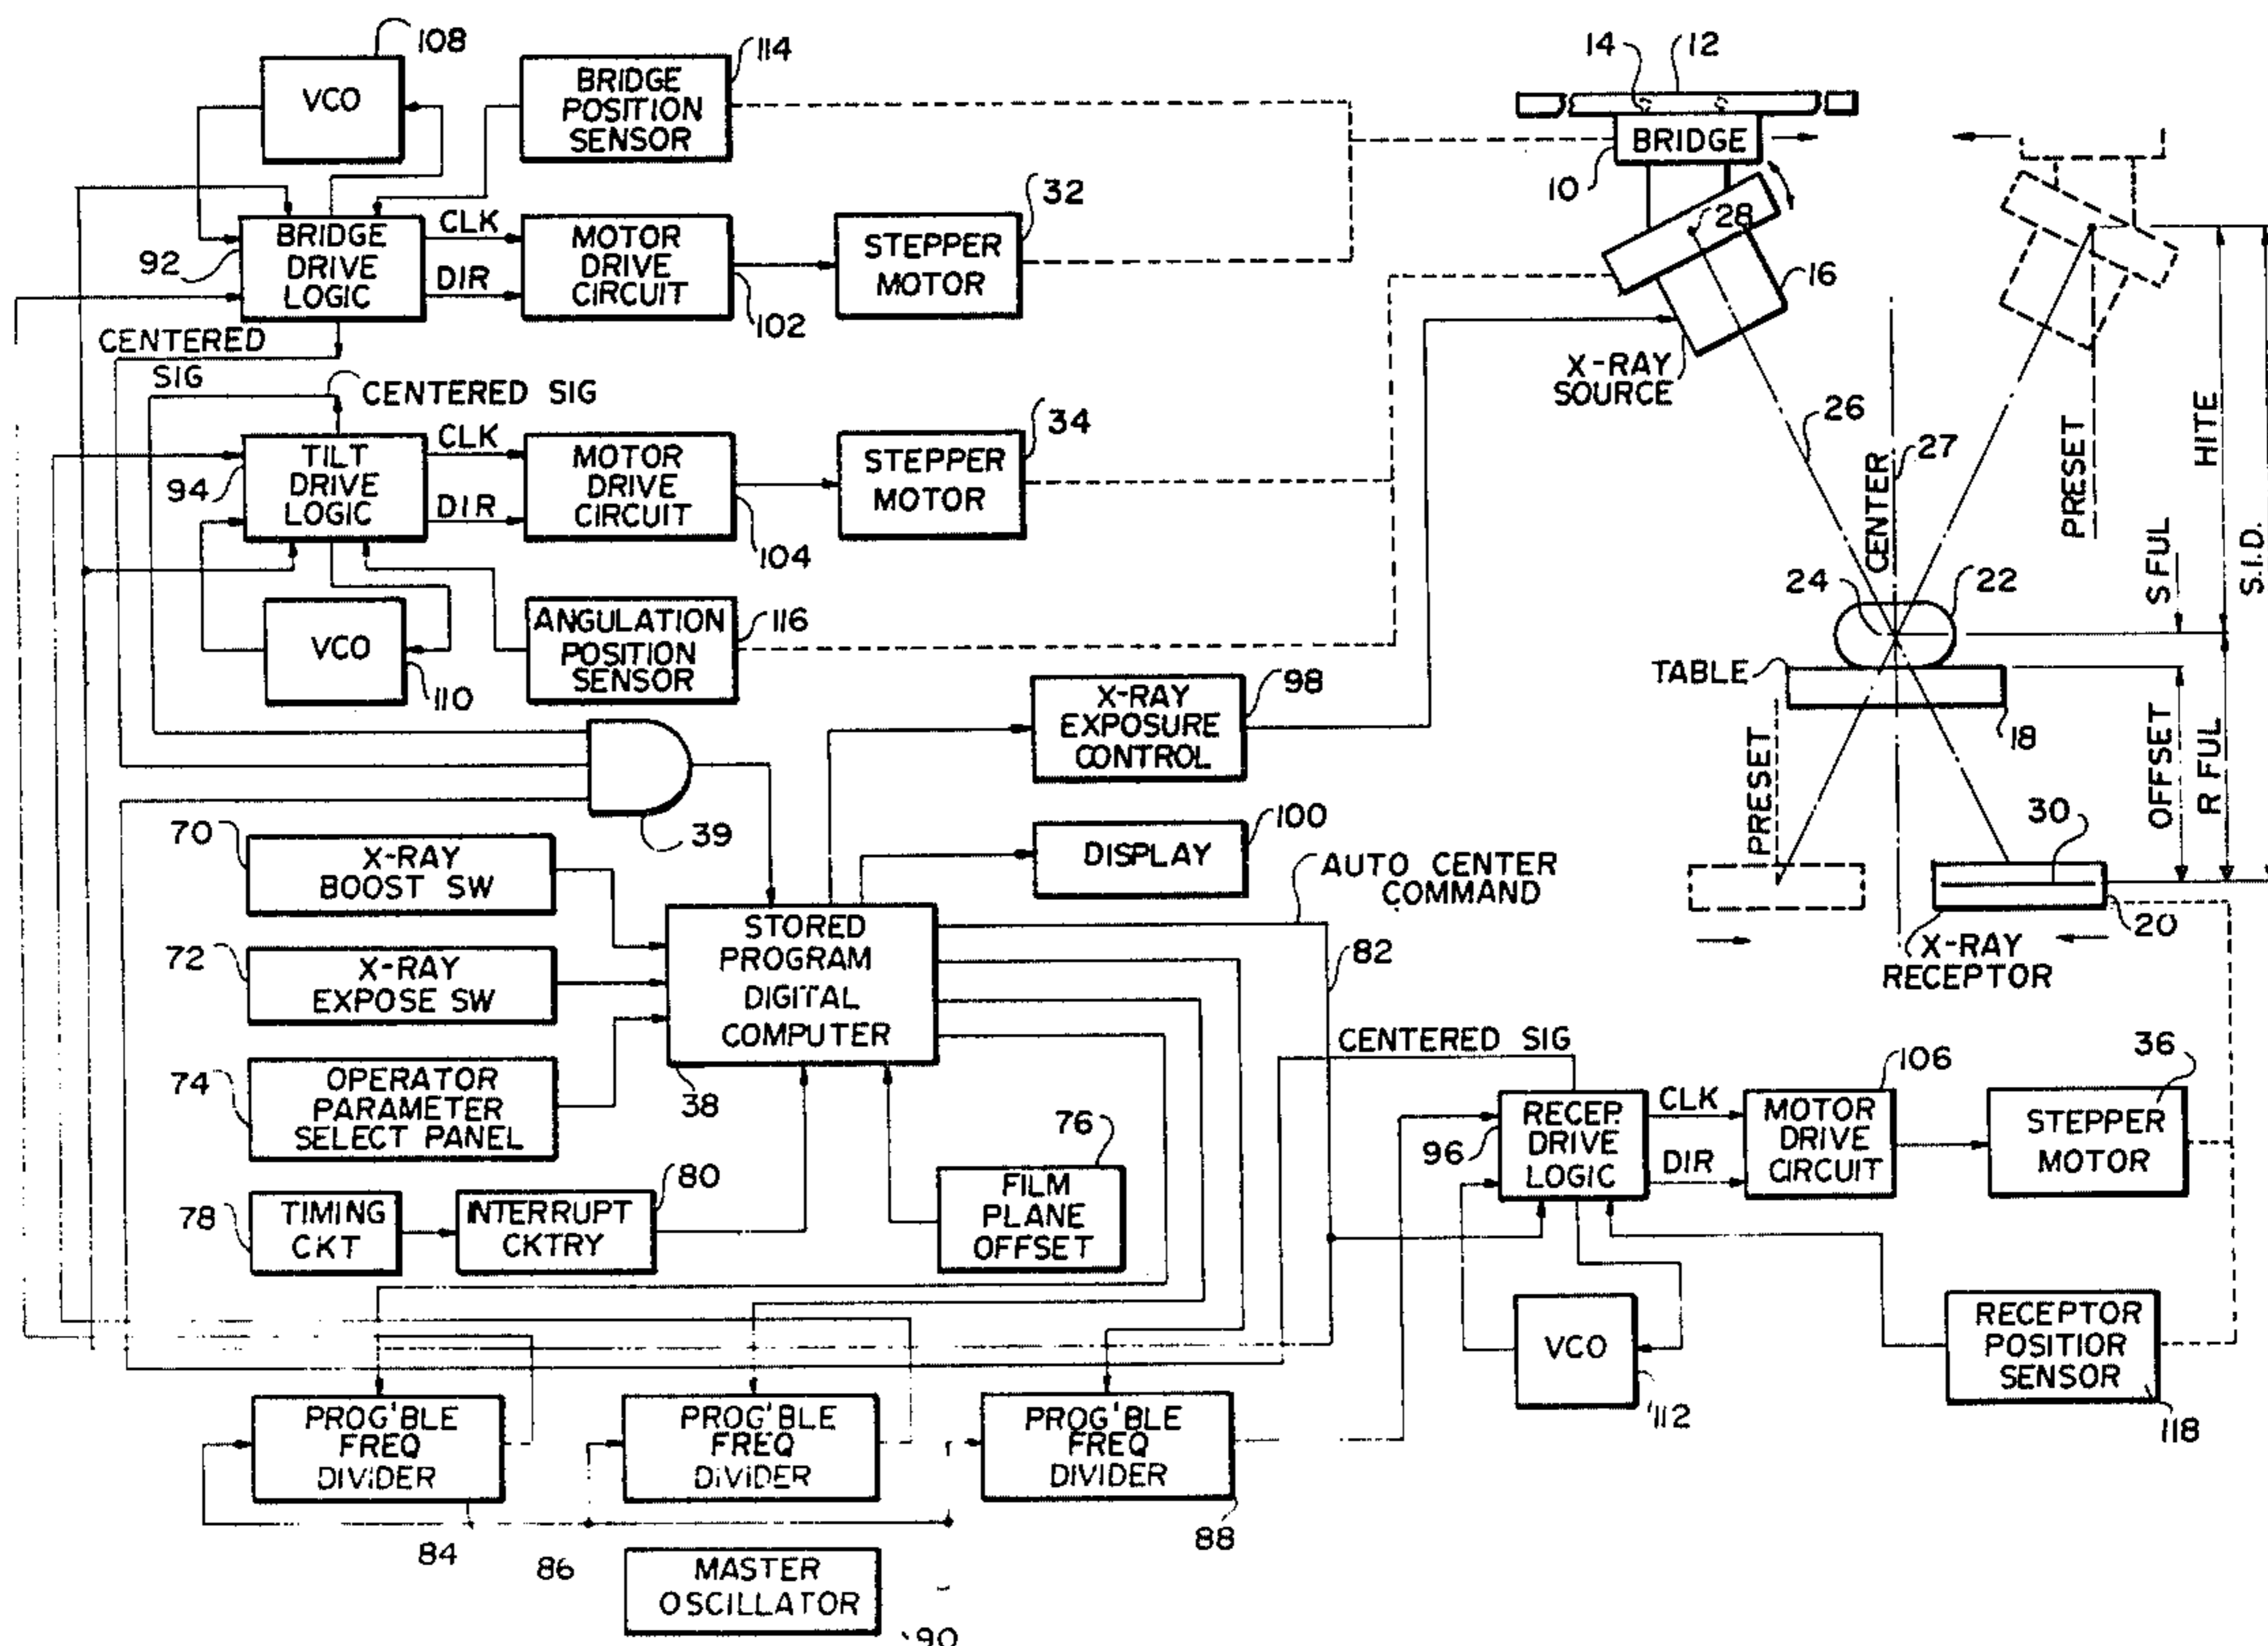 108
VCO
114
BRIDGE
POSITION
SENSOR
14
12
BRIDGE
10
28
16
X-RAY
SOURCE
92
BRIDGE
DRIVE
LOGIC
CLK
DIR
MOTOR
DRIVE
CIRCUIT
102
STEPPER
MOTOR
32
CENTERED
SIG
CENTERED SIG
94
TILT
DRIVE
LOGIC
CLK
DIR
MOTOR
DRIVE
CIRCUIT
104
STEPPER
MOTOR
34
VCO
110
ANGULATION
POSITION
SENSOR
116
26
CENTER
27
PRESET
HITE
S.I.D.
S FUL
24
22
TABLE
18
PRESET
OFFSET
R FUL
30
20
X-RAY
RECEPTOR
X-RAY
EXPOSURE
CONTROL
98
39
DISPLAY
100
AUTO CENTER
COMMAND
70
X-RAY
BOOST SW
72
X-RAY
EXPOSE SW
74
OPERATOR
PARAMETER
SELECT PANEL
STORED
PROGRAM
DIGITAL
COMPUTER
38
82
78
TIMING
CKT
INTERRUPT
CKTRY
80
76
FILM
PLANE
OFFSET
CENTERED SIG
96
RECEP.
DRIVE
LOGIC
CLK
DIR
106
MOTOR
DRIVE
CIRCUIT
36
STEPPER
MOTOR
VCO
112
RECEPTOR
POSITIOR
SENSOR
118
PROG'BLE
FREQ
DIVIDER
84
PROG'BLE
FREQ
DIVIDER
86
PROG'BLE
FREQ
DIVIDER
88
MASTER
OSCILLATOR
90